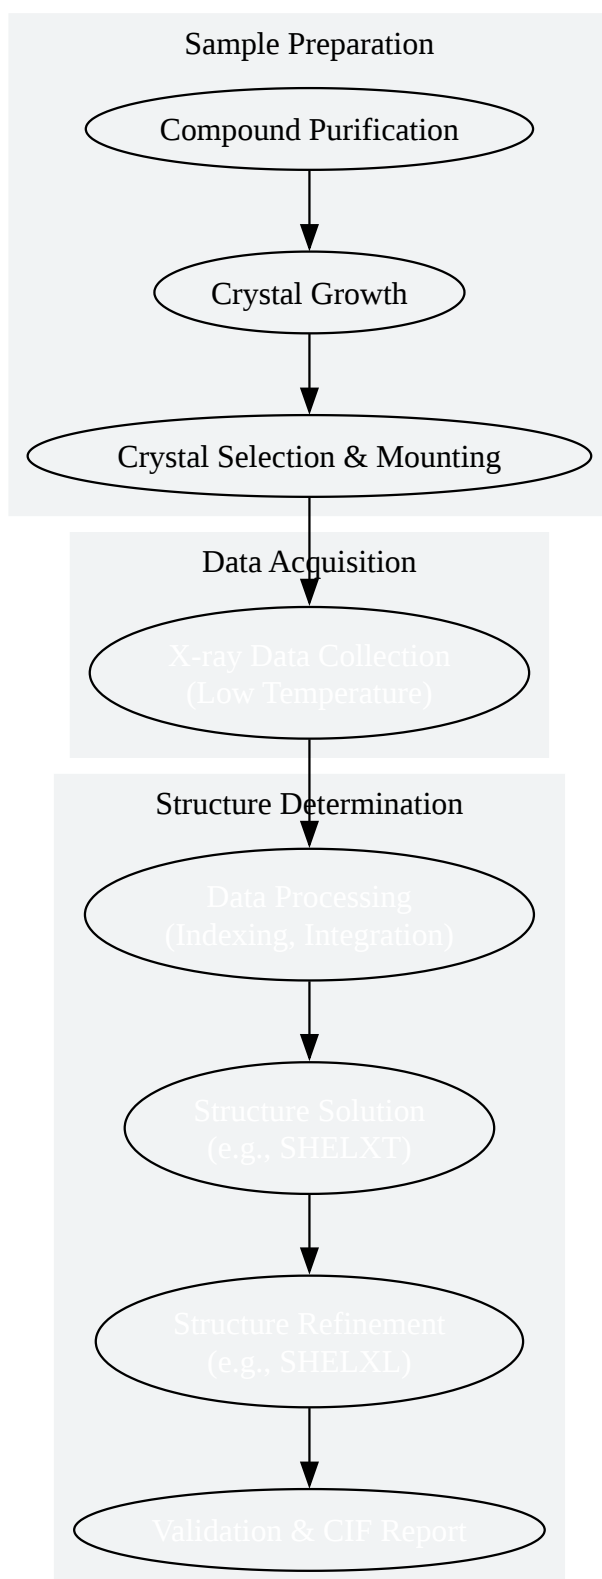 Sample Preparation
Compound Purification
Crystal Growth
Crystal Selection & Mounting
Data Acquisition
X-ray Data Collection
(Low Temperature)
Structure Determination
Data Processing
(Indexing, Integration)
Structure Solution
(e.g., SHELXT)
Structure Refinement
(e.g., SHELXL)
Validation & CIF Report